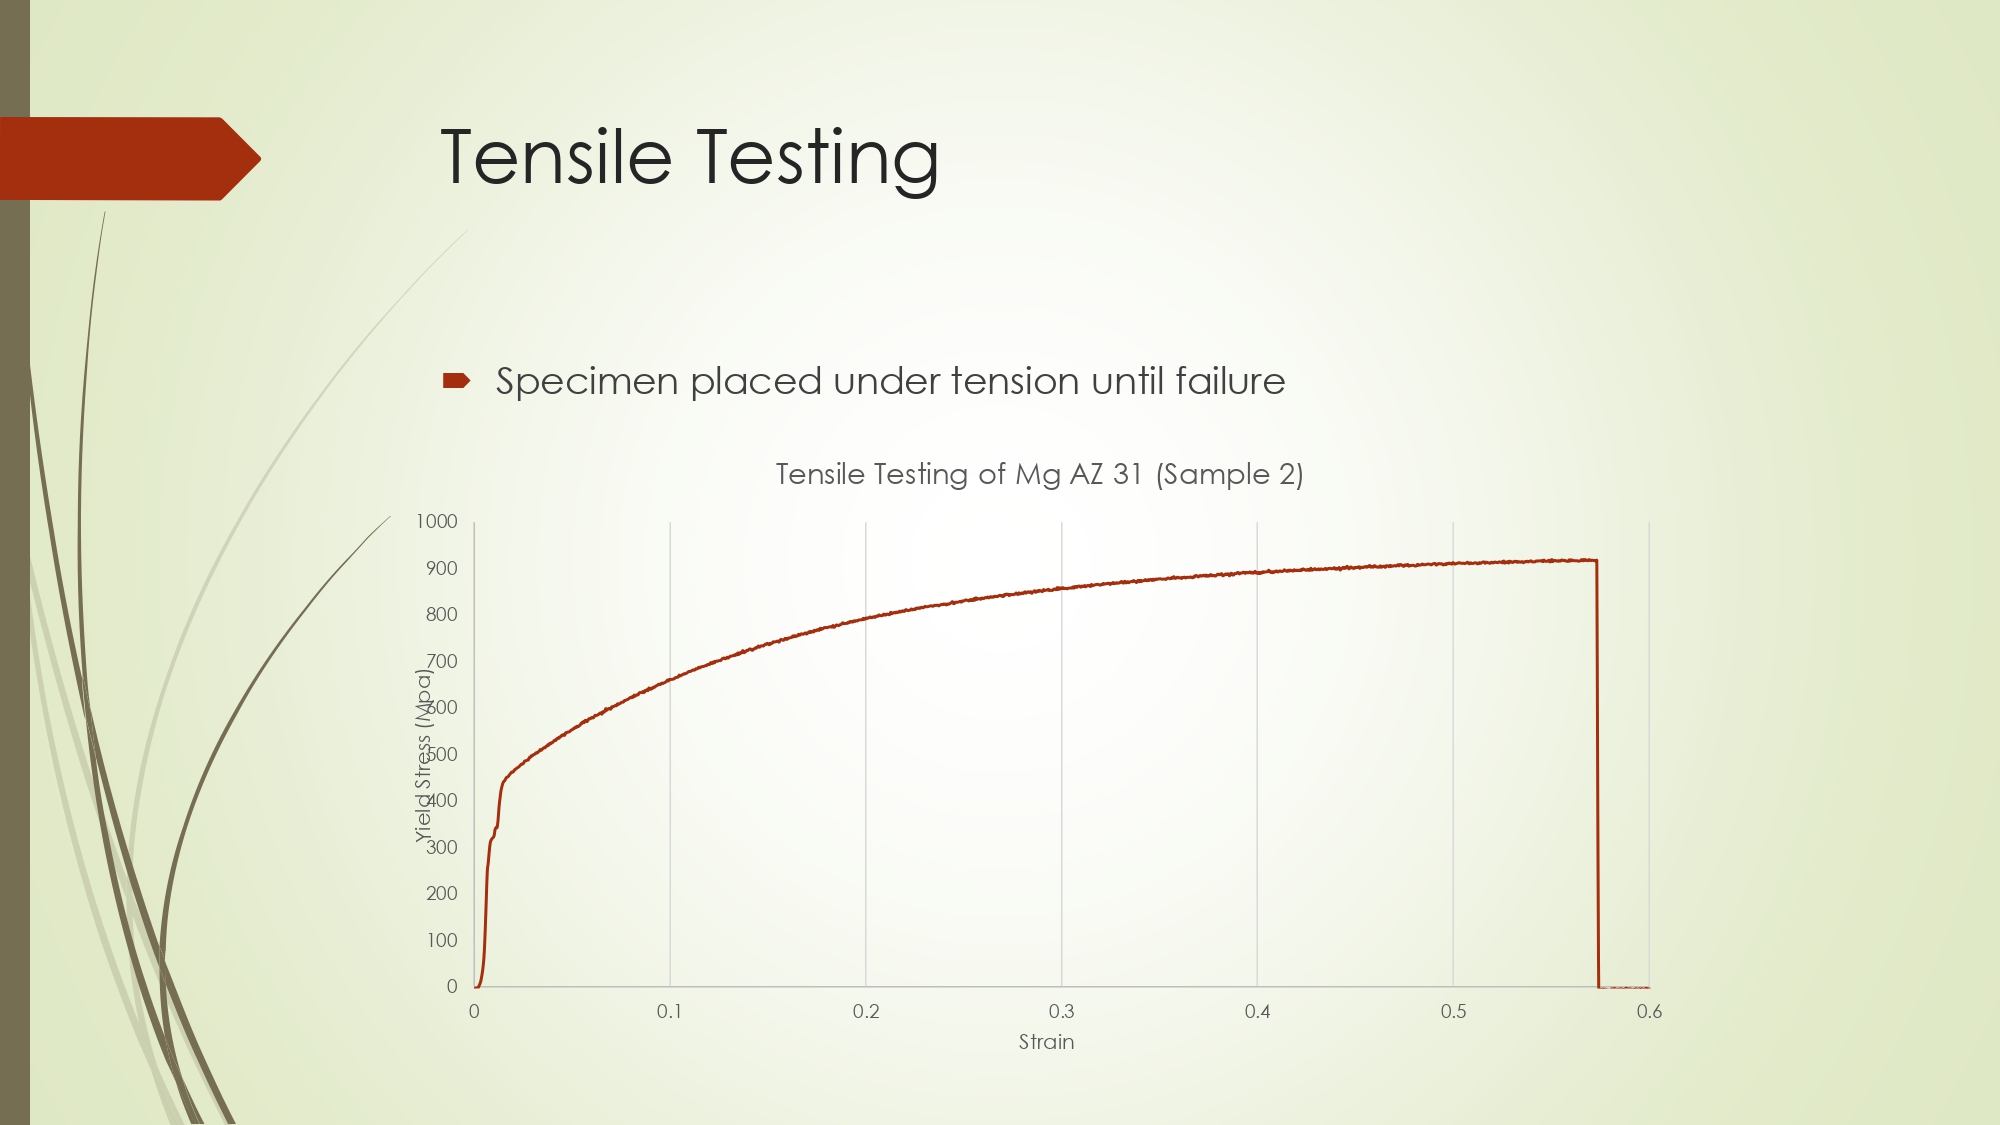 Tensile Testing
Specimen placed under tension until failure
Tensile Testing of Mg AZ 31 (Sample 2)
Yield Stress (Mpa)
1000
900
800
700
600
500
400
300
200
100
0
0 0.1 0.2 0.3 0.4 0.5 0.6
Strain